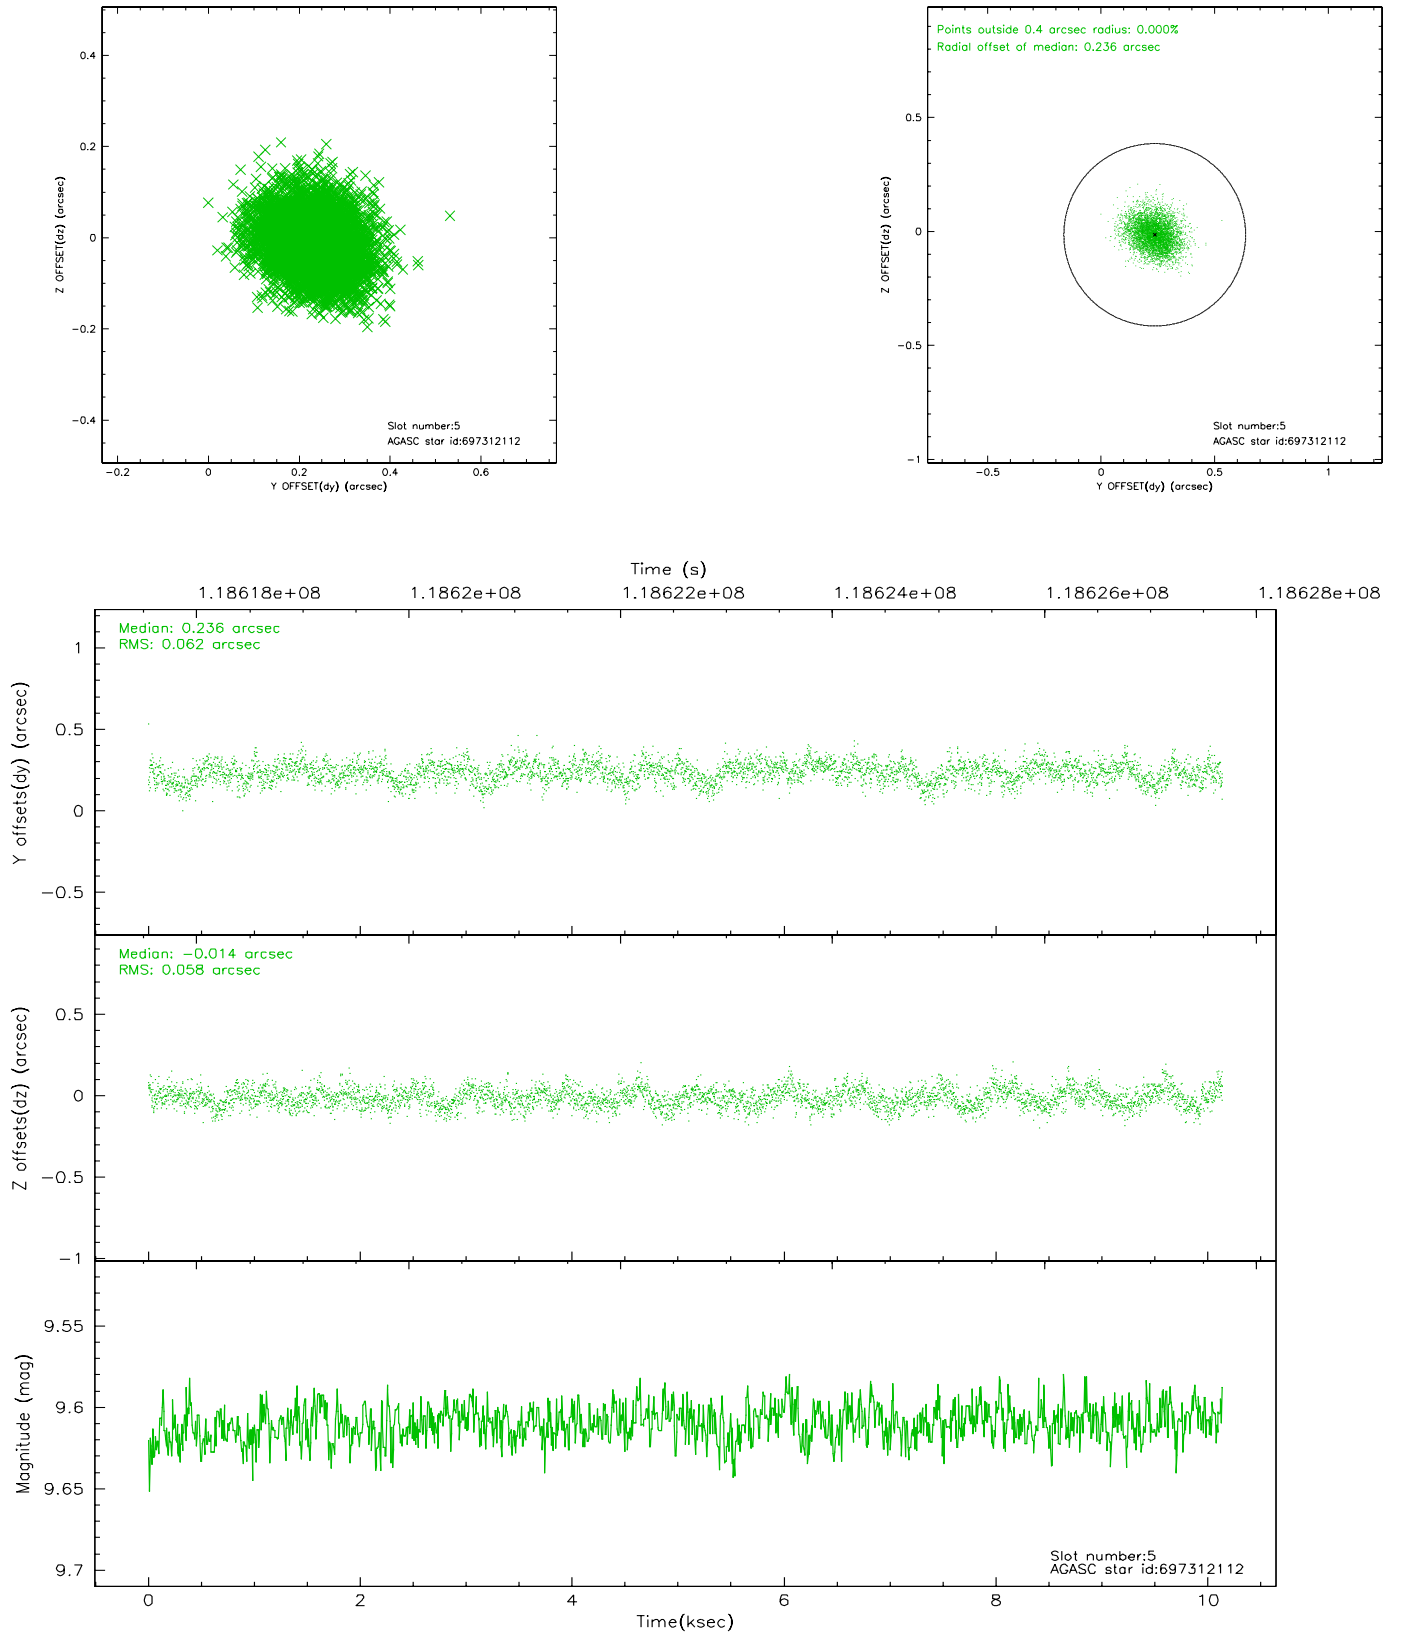 0.4
0.2
0
−0.2
−0.4
Z OFFSET(dz) (arcsec)
Slot number:5
AGASC star id:697312112
−0.2 0 0.2 0.4 0.6
Y OFFSET(dy) (arcsec)
Points outside 0.4 arcsec radius: 0.000%
Radial offset of median: 0.236 arcsec
0.5
0
−0.5
−1
Z OFFSET(dz) (arcsec)
Slot number:5
AGASC star id:697312112
−0.5 0 0.5 1
Y OFFSET(dy) (arcsec)
Time (s)
1.18618e+08 1.1862e+08 1.18622e+08 1.18624e+08 1.18626e+08 1.18628e+08
Median: 0.236 arcsec
RMS: 0.062 arcsec
1
0.5
0
−0.5
Y offsets(dy) (arcsec)
Median: −0.014 arcsec
RMS: 0.058 arcsec
0.5
0
−0.5
−1
Z offsets(dz) (arcsec)
9.55
9.6
9.65
9.7
Magnitude (mag)
Slot number:5
AGASC star id:697312112
0 2 4 6 8 10
Time(ksec)